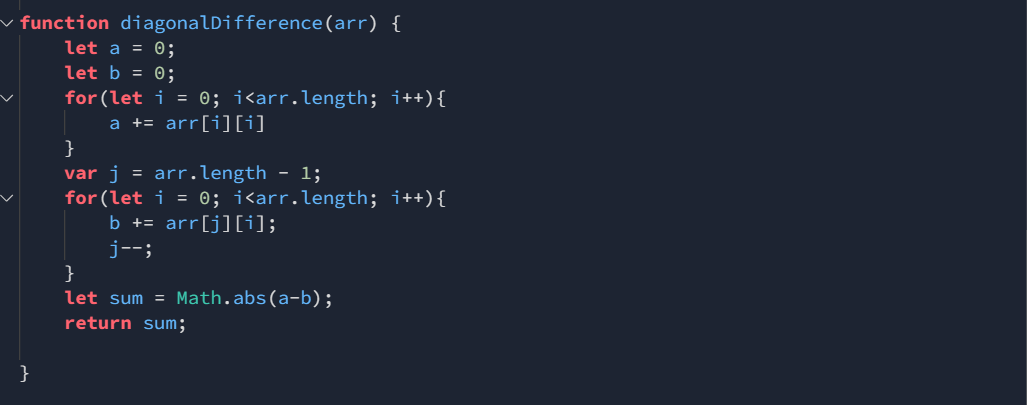 function diagonalDifference(arr) {
    let a = 0;
    let b = 0;
    for(let i = 0; i<arr.length; i++){
        a += arr[i][i]
    }
    var j = arr.length - 1;
    for(let i = 0; i<arr.length; i++){
        b += arr[j][i];
        j--;
    }
    let sum = Math.abs(a-b);
    return sum;

}